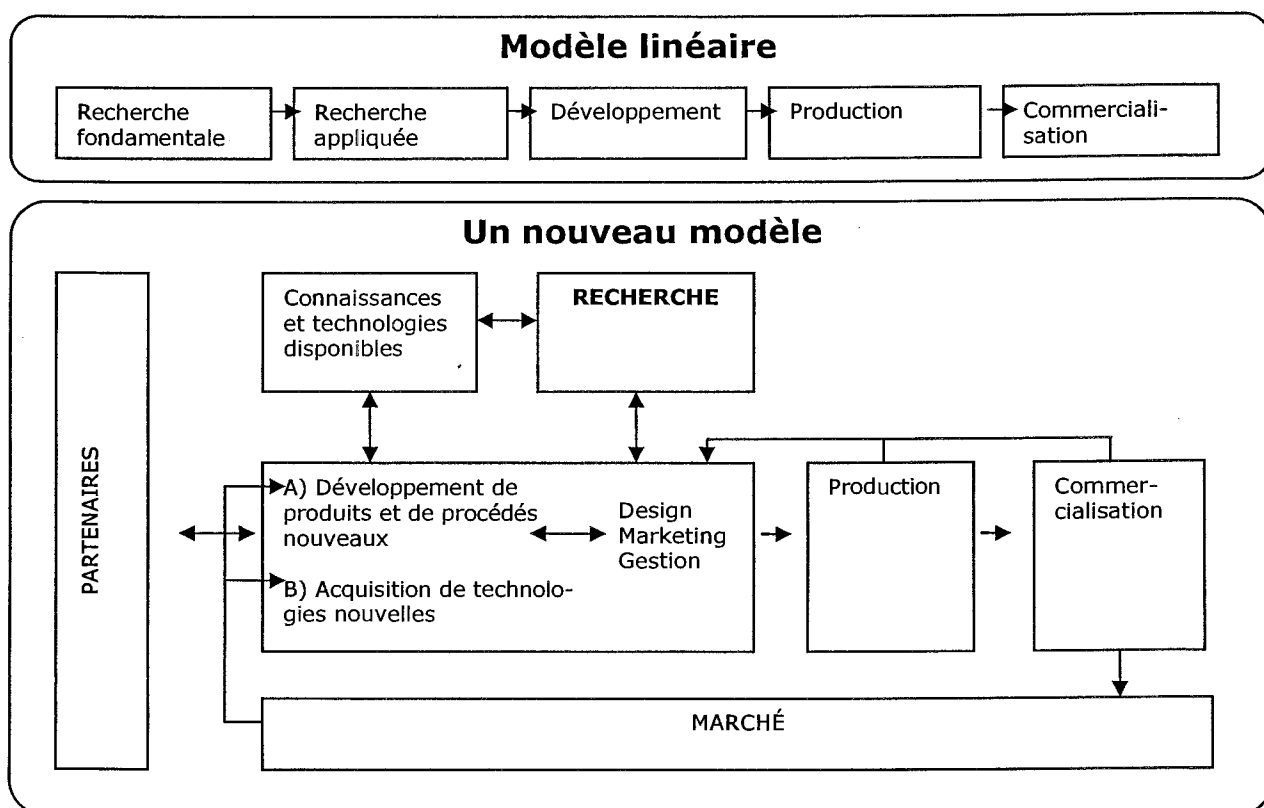 Modèle linéaire
Recherche
fondamentale
Recherche
appliquée
Développement
Production
Commerciali-
sation
Un nouveau modèle
PARTENAIRES
Connaissances
et technologies
disponibles
RECHERCHE
A) Développement de
produits et de procédés
nouveaux
B) Acquisition de technolo-
gies nouvelles
Design
Marketing
Gestion
Production
Commer-
cialisation
MARCHÉ